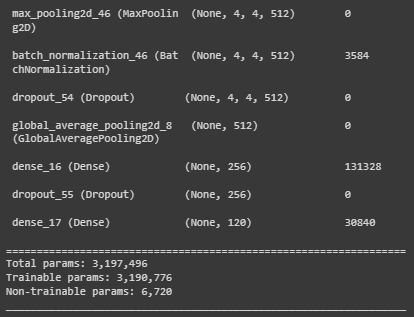 max_pooling2d_46 (MaxPoolin (None, 4, 4, 512) 0
g2D)
batch_normalization_46 (Bat (None, 4, 4, 512) 3584
chNormalization)
dropout_54 (Dropout) (None, 4, 4, 512) 0
global_average_pooling2d_8 (None, 512) 0
(GlobalAveragePooling2D)
dense_16 (Dense) (None, 256) 131328
dropout_55 (Dropout) (None, 256) 0
dense_17 (Dense) (None, 120) 30840
=================================================================
Total params: 3,197,496
Trainable params: 3,190,776
Non-trainable params: 6,720
_________________________________________________________________